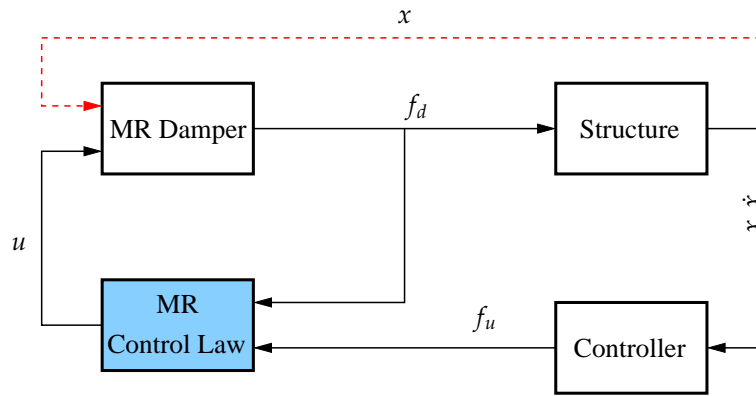 x
MR Damper
f_d
Structure
u
x, ẋ
MR
Control Law
f_u
Controller